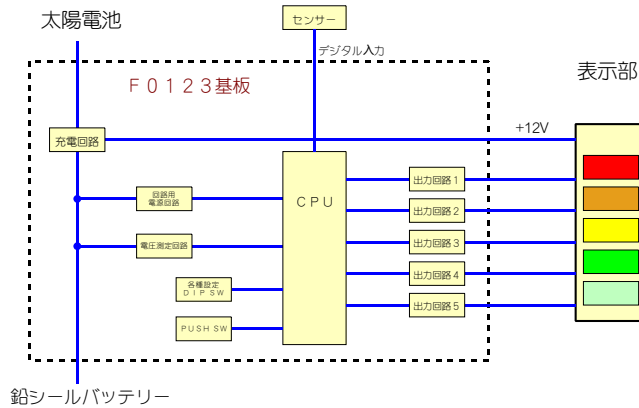 太陽電池
センサー
デジタル入力
F0123基板
表示部
充電回路
+12V
回路用
電源回路
CPU
出力回路1
出力回路2
電圧測定回路
出力回路3
各種設定
DIP SW
出力回路4
PUSH SW
出力回路5
鉛シールバッテリー